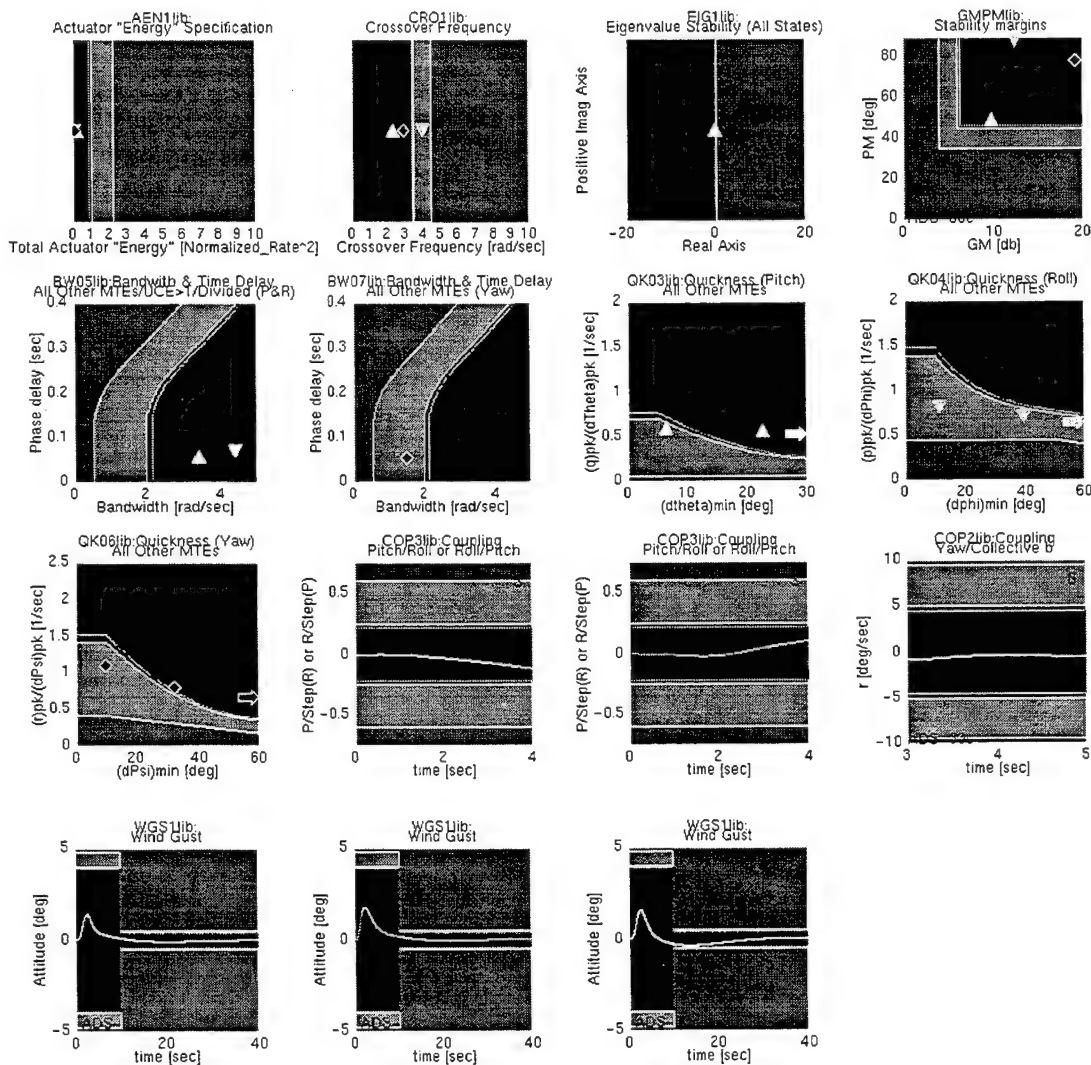 AEN1lib:
Actuator "Energy" Specification
0 1 2 3 4 5 6 7 8 9 10
Total Actuator "Energy" [Normalized_Rate^2]
CRO1lib:
Crossover Frequency
0 1 2 3 4 5 6 7 8 9 10
Crossover Frequency [rad/sec]
EIG1lib:
Eigenvalue Stability (All States)
Positive Imag Axis
-20 0 20
Real Axis
GMPMlib:
Stability margins
PM [deg]
80
60
40
20
0
0 10 20
GM [db]
BW05lib:Bandwith & Time Delay
All Other MTEs/UCE>1/Divided (P&R)
Phase delay [sec]
0.4
0.3
0.2
0.1
0
0 2 4
Bandwidth [rad/sec]
BW07lib:Bandwidth & Time Delay
All Other MTEs (Yaw)
Phase delay [sec]
0.4
0.3
0.2
0.1
0
0 2 4
Bandwidth [rad/sec]
QK03lib:Quickness (Pitch)
All Other MTEs
(q)pk/(dTheta)pk [1/sec]
2
1.5
1
0.5
0
0 10 20 30
(dtheta)min [deg]
QK04lib:Quickness (Roll)
All Other MTEs
(p)pk/(dPhi)pk [1/sec]
2
1.5
1
0.5
0
0 20 40 60
(dphi)min [deg]
QK06lib:Quickness (Yaw)
All Other MTEs
(r)pk/(dPsi)pk [1/sec]
2.5
2
1.5
1
0.5
0
0 20 40 60
(dPsi)min [deg]
COP3lib:Coupling
Pitch/Roll or Roll/Pitch
P/Step(R) or R/Step(P)
0.5
0
-0.5
0 2 4
time [sec]
COP3lib:Coupling
Pitch/Roll or Roll/Pitch
P/Step(R) or R/Step(P)
0.5
0
-0.5
0 2 4
time [sec]
COP2lib:Coupling
Yaw/Collective b
r [deg/sec]
10
5
0
-5
-10
3 4 5
time [sec]
WGS1lib:
Wind Gust
Attitude [deg]
5
0
-5
ADS-
0 20 40
time [sec]
WGS1lib:
Wind Gust
Attitude [deg]
5
0
-5
ADS-
0 20 40
time [sec]
WGS1lib:
Wind Gust
Attitude [deg]
5
0
-5
ADS-
0 20 40
time [sec]